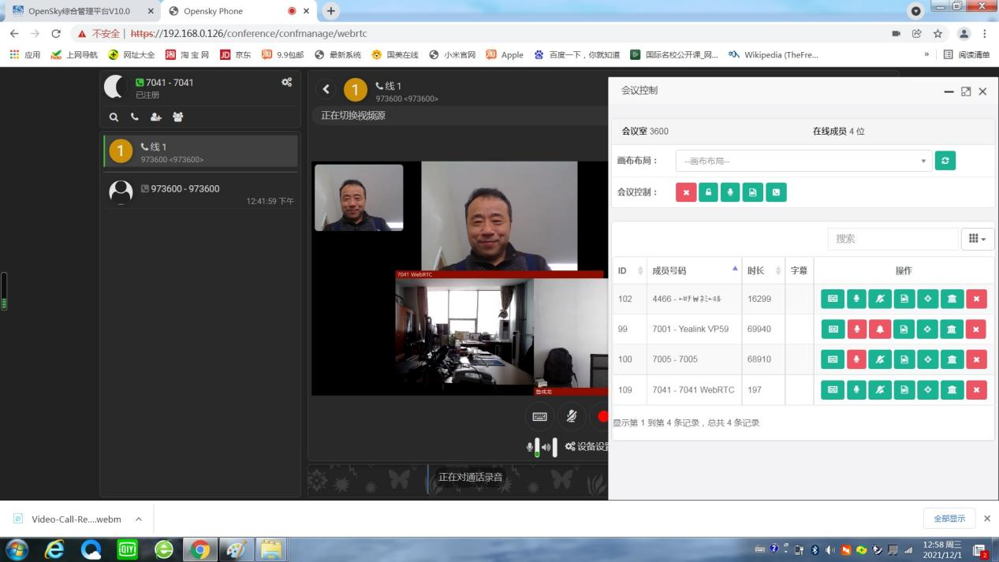 OpenSky综合管理平台V10.0
Opensky Phone
不安全 | https://192.168.0.126/conference/confmanage/webrtc
应用 上网导航 网址大全 淘 宝 网 京东 9.9包邮 最新系统 国美在线 小米官网 Apple 百度一下，你就知道 国际名校公开课_网... Wikipedia (TheFre... » 阅读清单
7041 - 7041
已注册
1
线 1
973600 <973600>
973600 - 973600
12:41:59 下午
1
线 1
973600 <973600>
正在切换视频源
7041 WebRTC
鲁成龙
设备设置
正在对通话录音
会议控制
会议室 3600 在线成员 4 位
画布布局： --画布布局--
会议控制：
搜索
ID 成员号码 时长 字幕 操作
102 4466 - 16299
99 7001 - Yealink VP59 69940
100 7005 - 7005 68910
109 7041 - 7041 WebRTC 197
显示第 1 到第 4 条记录，总共 4 条记录
Video-Call-Re....webm
全部显示
12:58 周三
2021/12/1
2